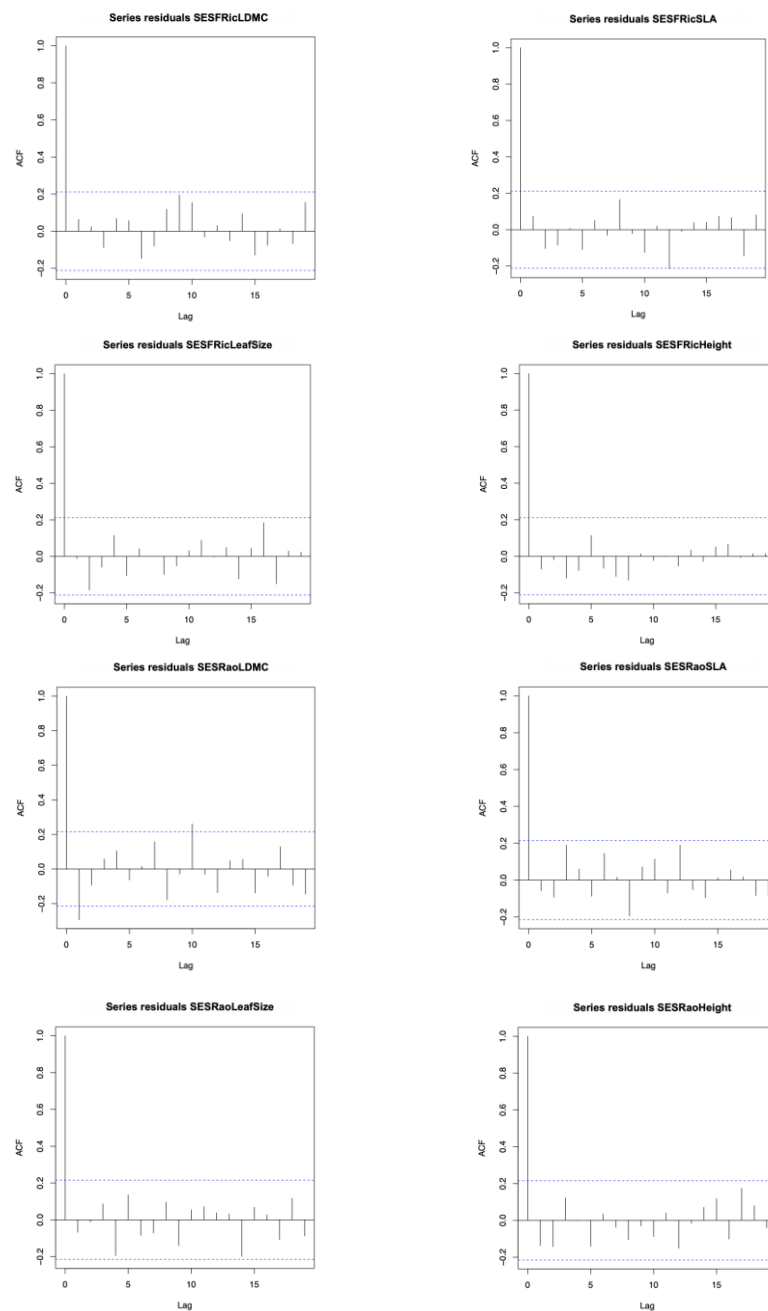 Series residuals SESFRicLDMC
ACF
1.0
0.8
0.6
0.4
0.2
0.0
−0.2
0 5 10 15
Lag
Series residuals SESFRicSLA
ACF
1.0
0.8
0.6
0.4
0.2
0.0
−0.2
0 5 10 15
Lag
Series residuals SESFRicLeafSize
ACF
1.0
0.8
0.6
0.4
0.2
0.0
−0.2
0 5 10 15
Lag
Series residuals SESFRicHeight
ACF
1.0
0.8
0.6
0.4
0.2
0.0
−0.2
0 5 10 15
Lag
Series residuals SESRaoLDMC
ACF
1.0
0.8
0.6
0.4
0.2
0.0
−0.2
0 5 10 15
Lag
Series residuals SESRaoSLA
ACF
1.0
0.8
0.6
0.4
0.2
0.0
−0.2
0 5 10 15
Lag
Series residuals SESRaoLeafSize
ACF
1.0
0.8
0.6
0.4
0.2
0.0
−0.2
0 5 10 15
Lag
Series residuals SESRaoHeight
ACF
1.0
0.8
0.6
0.4
0.2
0.0
−0.2
0 5 10 15
Lag